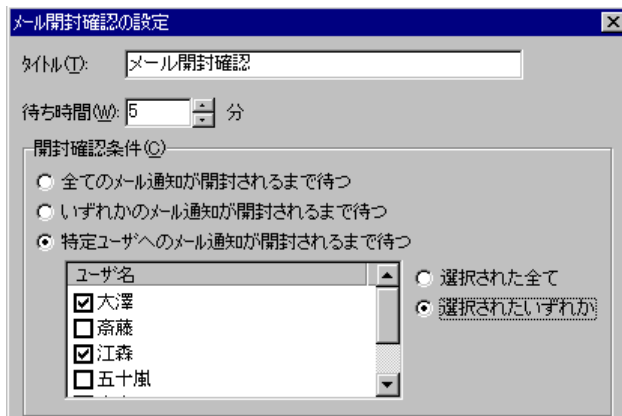 メール開封確認の設定
タイトル(T): メール開封確認
待ち時間(W): 5 分
開封確認条件(C)
全てのメール通知が開封されるまで待つ
いずれかのメール通知が開封されるまで待つ
特定ユーザへのメール通知が開封されるまで待つ
ユーザ名
選択された全て
大澤
選択されたいずれか
斎藤
江森
五十嵐